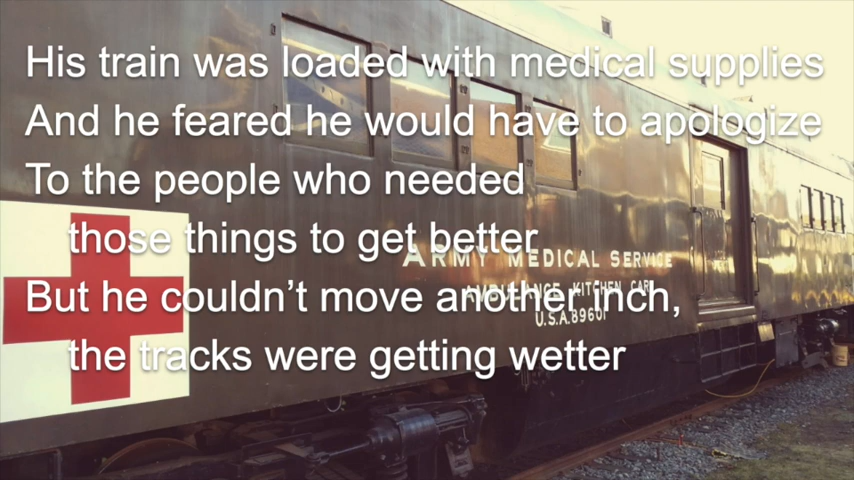 His train was loaded with medical supplies
And he feared he would have to apologize
To the people who needed
those things to get better
But he couldn't move another inch,
the tracks were getting wetter
ARMY MEDICAL SERVICE
AMBULANCE KITCHEN CAR
U.S.A. 89601